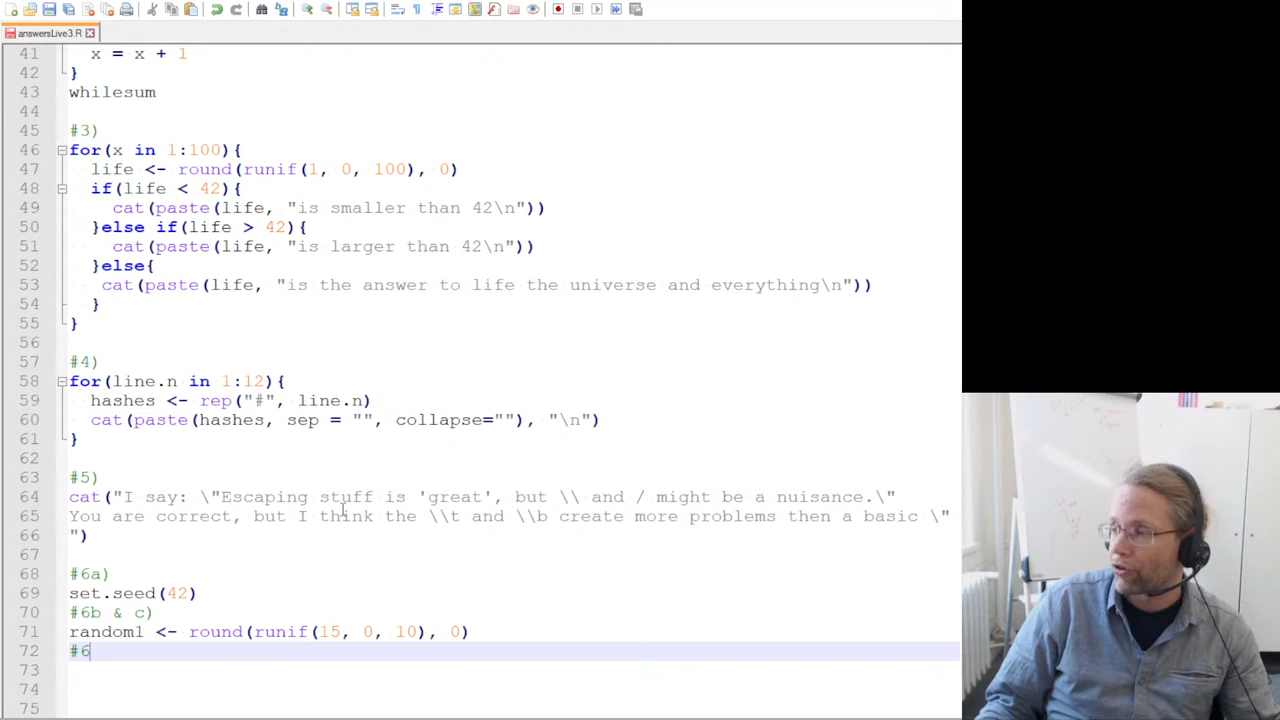 answersLive3.R
41 x = x + 1
42 }
43 whilesum
44
45 #3)
46 for(x in 1:100){
47 life <- round(runif(1, 0, 100), 0)
48 if(life < 42){
49 cat(paste(life, "is smaller than 42\n"))
50 }else if(life > 42){
51 cat(paste(life, "is larger than 42\n"))
52 }else{
53 cat(paste(life, "is the answer to life the universe and everything\n"))
54 }
55 }
56
57 #4)
58 for(line.n in 1:12){
59 hashes <- rep("#", line.n)
60 cat(paste(hashes, sep = "", collapse=""), "\n")
61 }
62
63 #5)
64 cat("I say: \"Escaping stuff is 'great', but \\ and / might be a nuisance.\"
65 You are correct, but I think the \\t and \\b create more problems then a basic \"
66 ")
67
68 #6a)
69 set.seed(42)
70 #6b & c)
71 random1 <- round(runif(15, 0, 10), 0)
72 #6
73
74
75